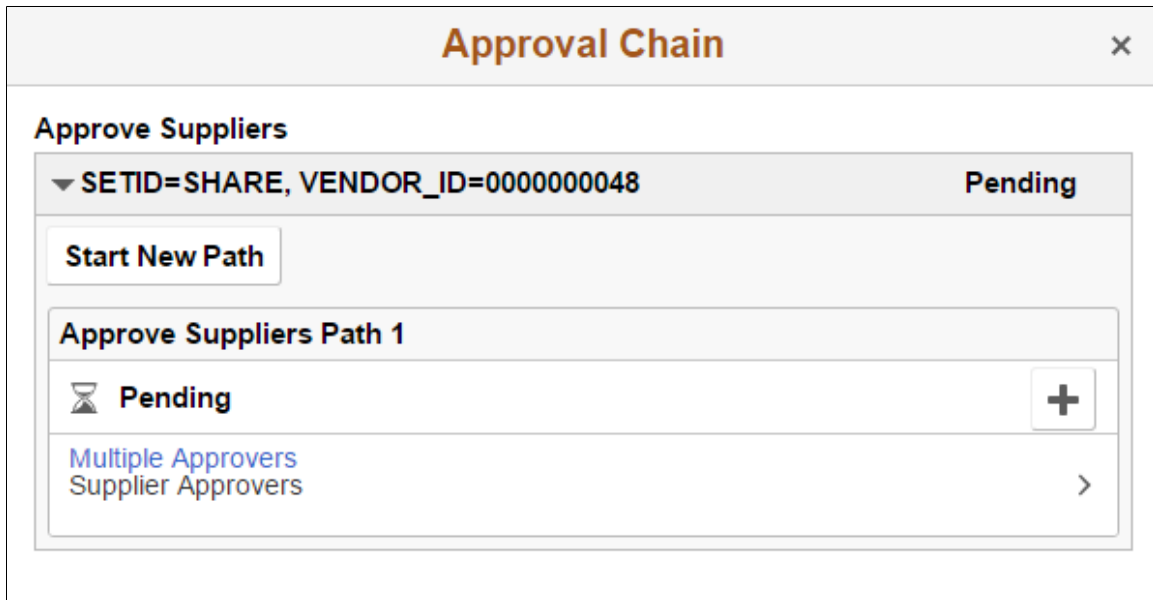 Approval Chain
Approve Suppliers
SETID=SHARE, VENDOR_ID=0000000048 Pending
Start New Path
Approve Suppliers Path 1
Pending
Multiple Approvers
Supplier Approvers